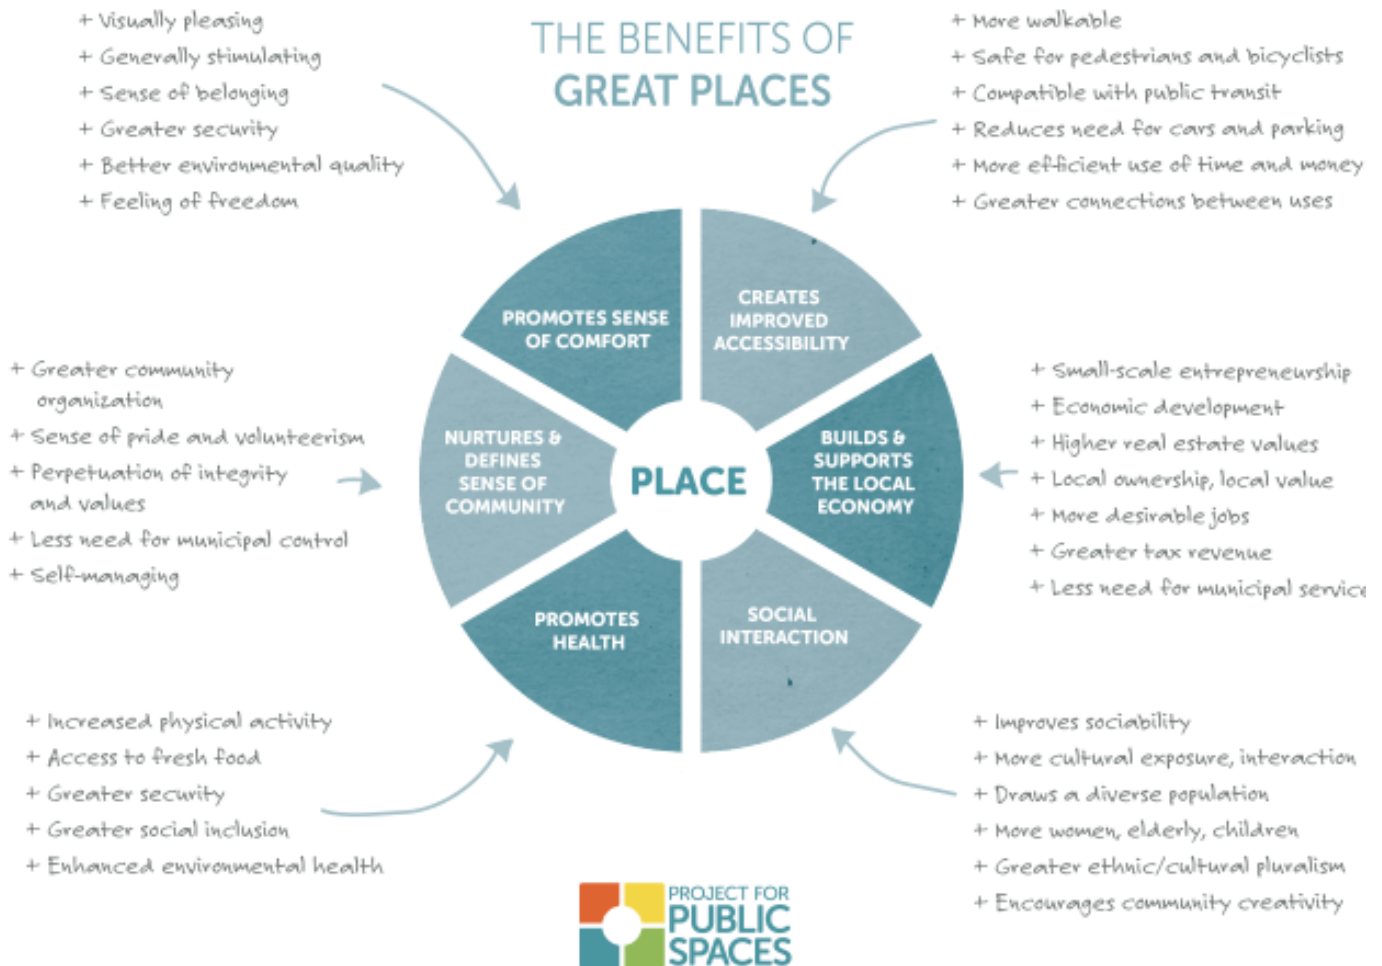 THE BENEFITS OF
GREAT PLACES
+ Visually pleasing
+ Generally stimulating
+ Sense of belonging
+ Greater security
+ Better environmental quality
+ Feeling of freedom
+ More walkable
+ Safe for pedestrians and bicyclists
+ Compatible with public transit
+ Reduces need for cars and parking
+ More efficient use of time and money
+ Greater connections between uses
PROMOTES SENSE
OF COMFORT
CREATES
IMPROVED
ACCESSIBILITY
+ Greater community
organization
+ Sense of pride and volunteerism
+ Perpetuation of integrity
and values
+ Less need for municipal control
+ Self-managing
NURTURES &
DEFINES
SENSE OF
COMMUNITY
PLACE
BUILDS &
SUPPORTS
THE LOCAL
ECONOMY
+ Small-scale entrepreneurship
+ Economic development
+ Higher real estate values
+ Local ownership, local value
+ More desirable jobs
+ Greater tax revenue
+ Less need for municipal service
PROMOTES
HEALTH
SOCIAL
INTERACTION
+ Increased physical activity
+ Access to fresh food
+ Greater security
+ Greater social inclusion
+ Enhanced environmental health
+ Improves sociability
+ More cultural exposure, interaction
+ Draws a diverse population
+ More women, elderly, children
+ Greater ethnic/cultural pluralism
+ Encourages community creativity
PROJECT FOR
PUBLIC
SPACES